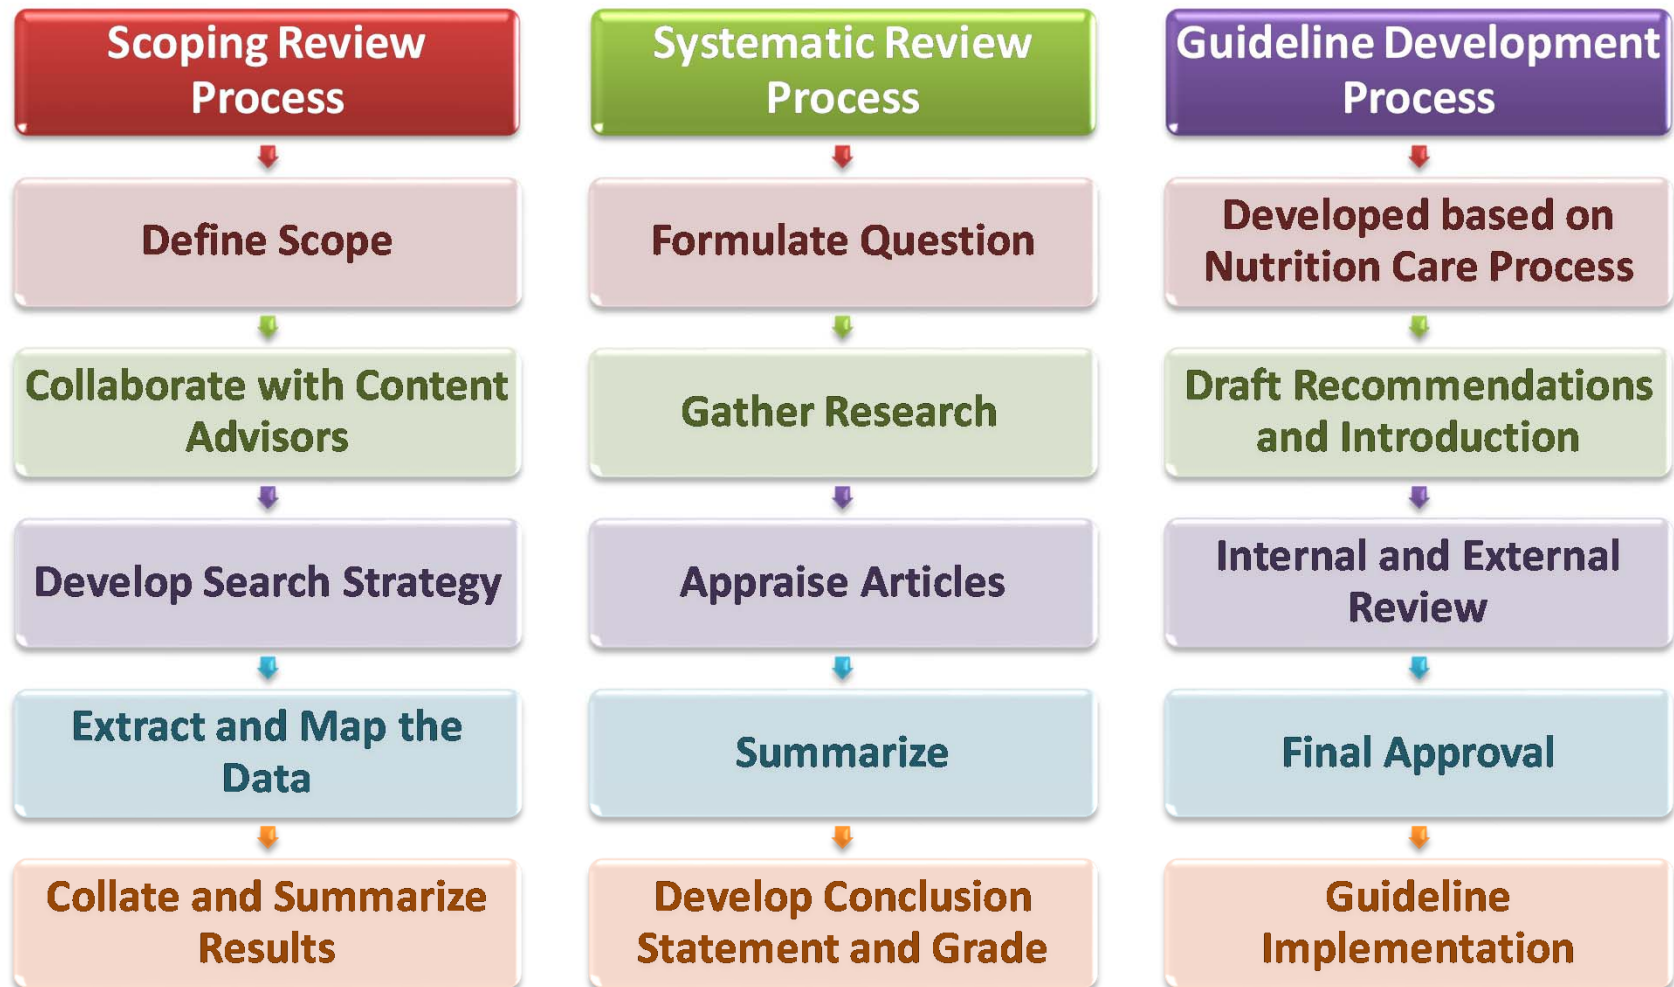 Scoping Review
Process
Define Scope
Collaborate with Content
Advisors
Develop Search Strategy
Extract and Map the
Data
Collate and Summarize
Results
Systematic Review
Process
Formulate Question
Gather Research
Appraise Articles
Summarize
Develop Conclusion
Statement and Grade
Guideline Development
Process
Developed based on
Nutrition Care Process
Draft Recommendations
and Introduction
Internal and External
Review
Final Approval
Guideline
Implementation